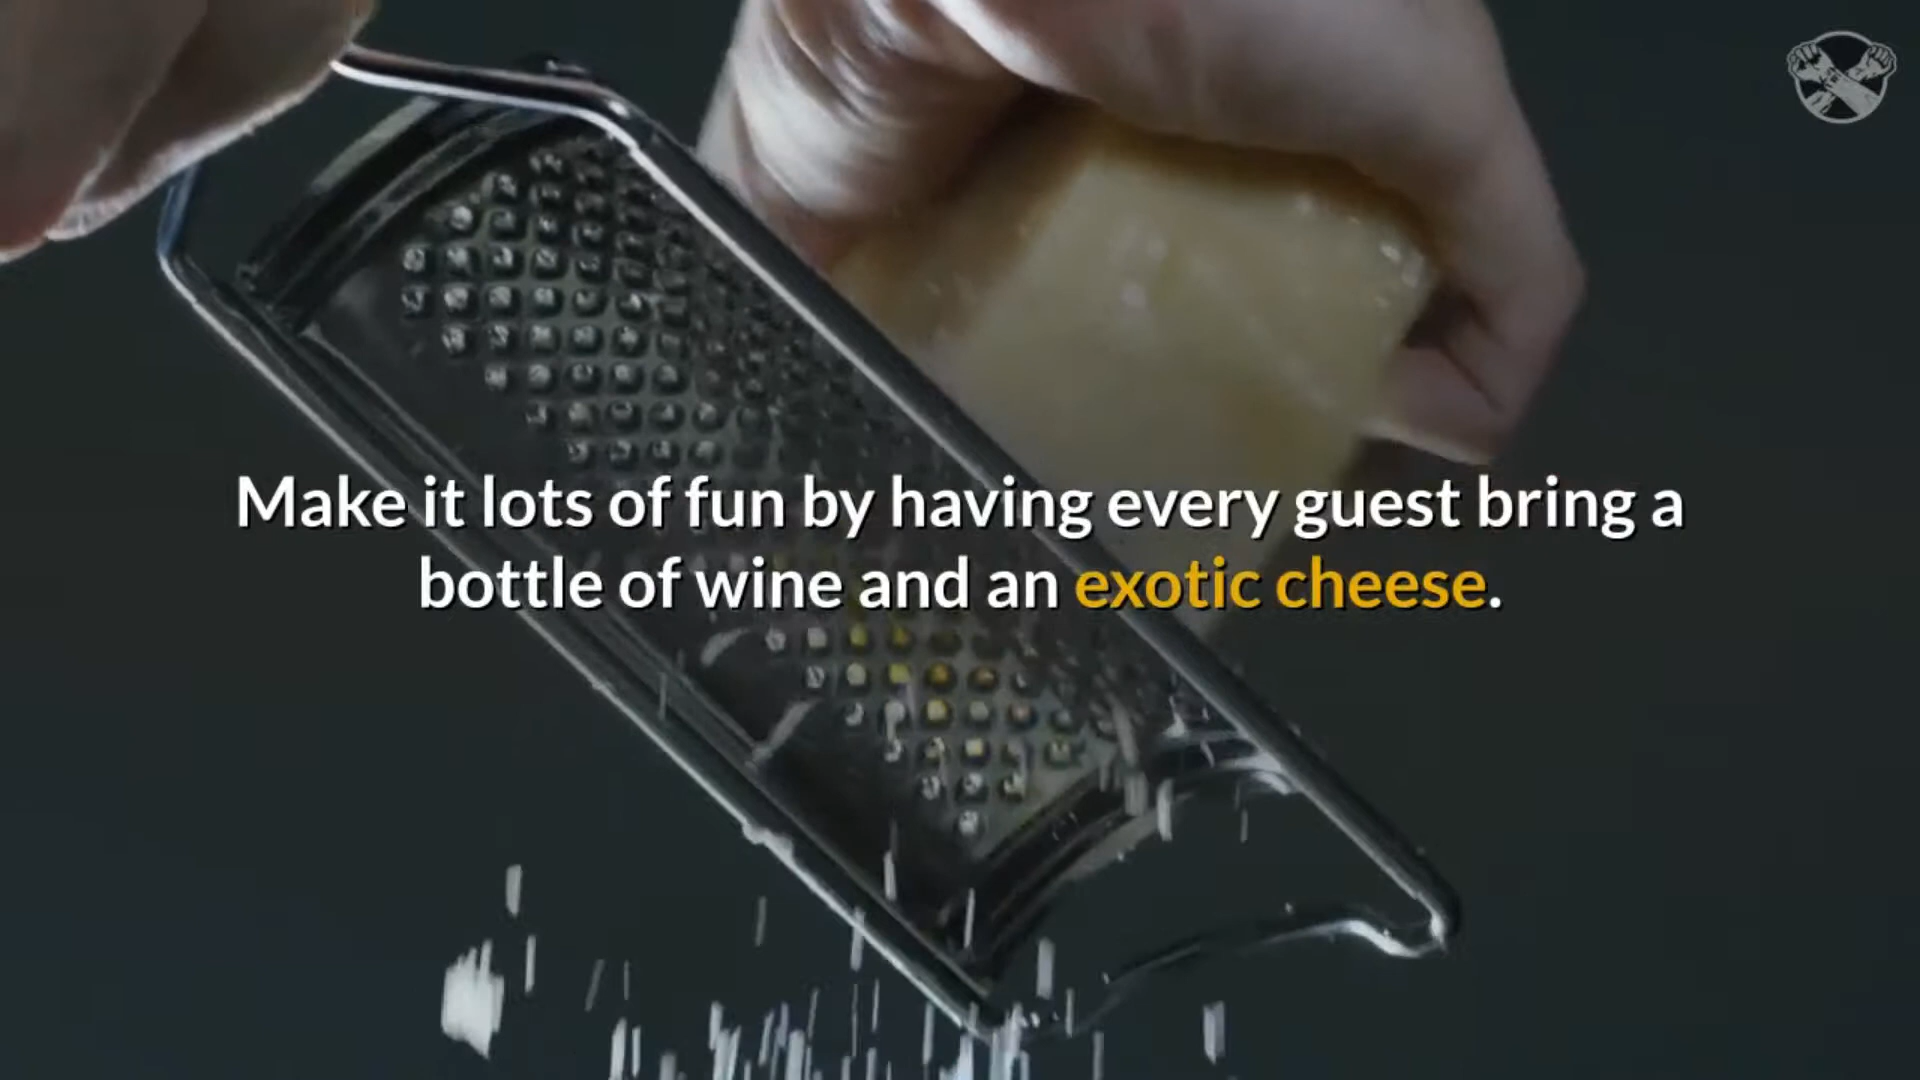 Make it lots of fun by having every guest bring a
bottle of wine and an exotic cheese.